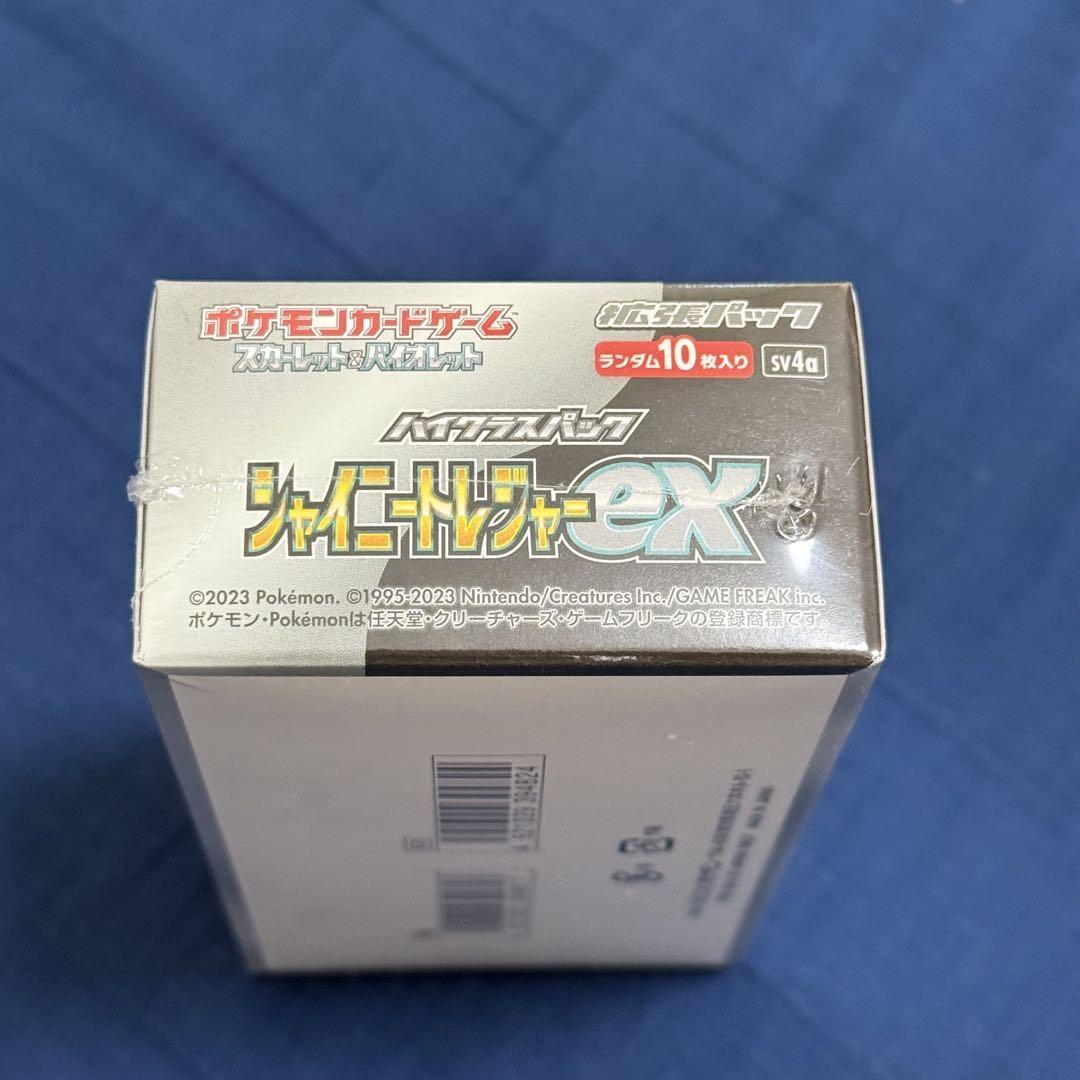 ポケモンカードゲーム
スカーレット&バイオレット
拡張パック
ランダム10枚入り
sv4a
ハイクラスパック
シャイニートレジャーex
©2023 Pokémon. ©1995-2023 Nintendo/Creatures Inc./GAME FREAK inc.
ポケモン・Pokémonは任天堂・クリーチャーズ・ゲームフリークの登録商標です。
4 521329 394824